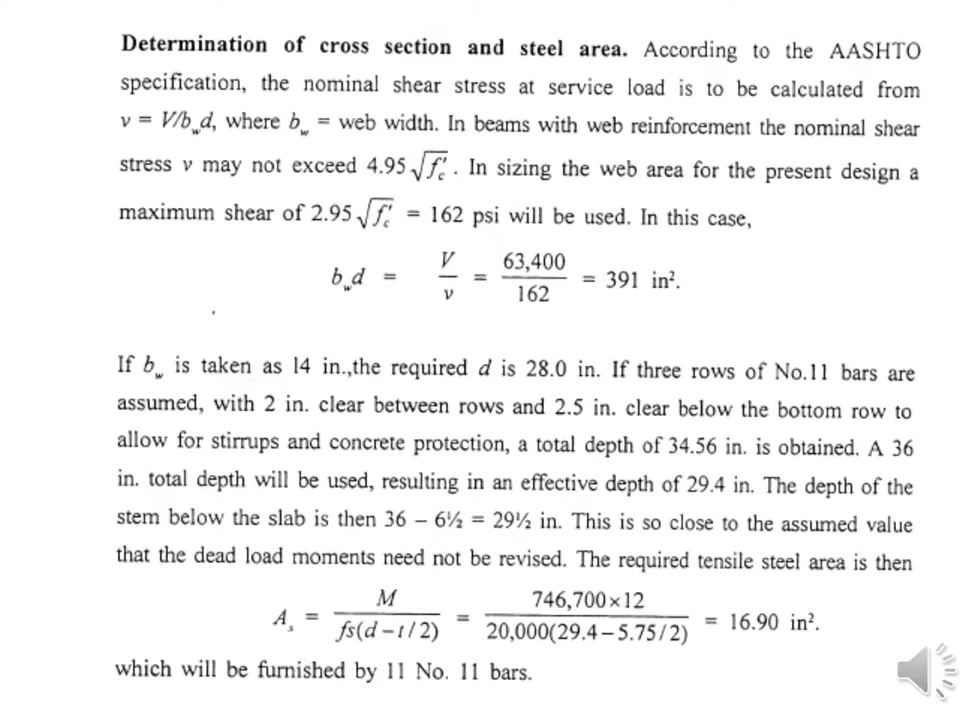 Determination of cross section and steel area. According to the AASHTO
specification, the nominal shear stress at service load is to be calculated from
v = V/b_w d, where b_w = web width. In beams with web reinforcement the nominal shear
stress v may not exceed 4.95√f'_c. In sizing the web area for the present design a
maximum shear of 2.95√f'_c = 162 psi will be used. In this case,
b_w d = V/v = 63,400/162 = 391 in².
If b_w is taken as 14 in.,the required d is 28.0 in. If three rows of No.11 bars are
assumed, with 2 in. clear between rows and 2.5 in. clear below the bottom row to
allow for stirrups and concrete protection, a total depth of 34.56 in. is obtained. A 36
in. total depth will be used, resulting in an effective depth of 29.4 in. The depth of the
stem below the slab is then 36 – 6½ = 29½ in. This is so close to the assumed value
that the dead load moments need not be revised. The required tensile steel area is then
A_s = M/fs(d–t/2) = 746,700×12/20,000(29.4–5.75/2) = 16.90 in².
which will be furnished by 11 No. 11 bars.